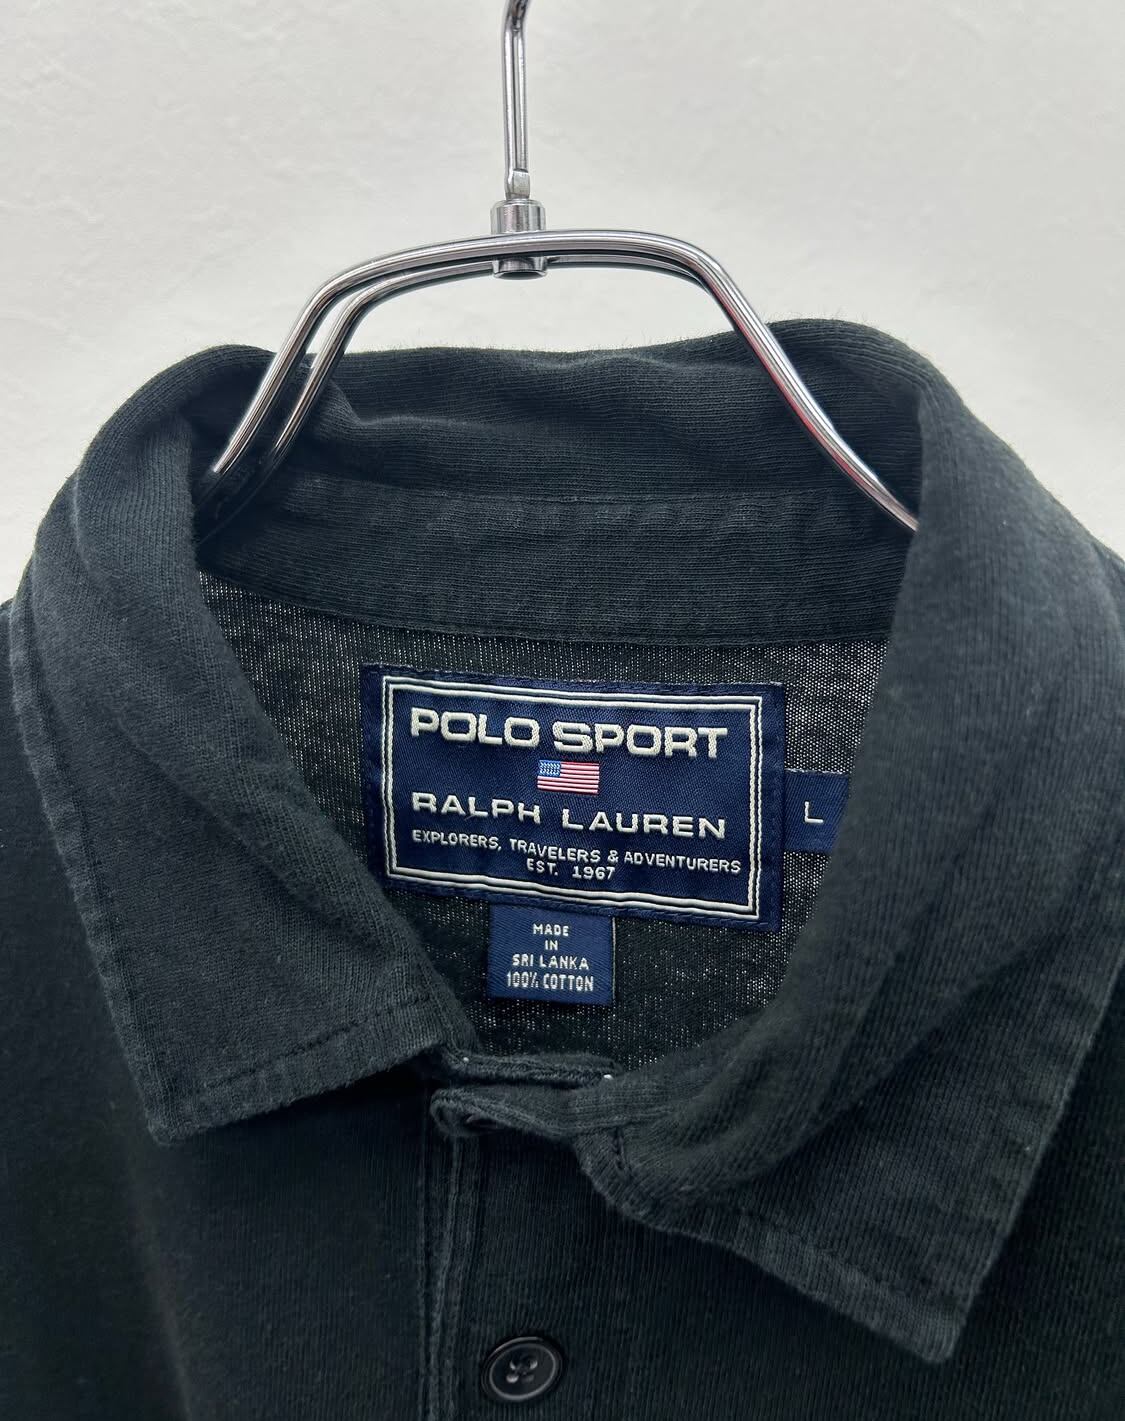 POLO SPORT
RALPH LAUREN
EXPLORERS, TRAVELERS & ADVENTURERS
EST. 1967
L
MADE
IN
SRI LANKA
100% COTTON